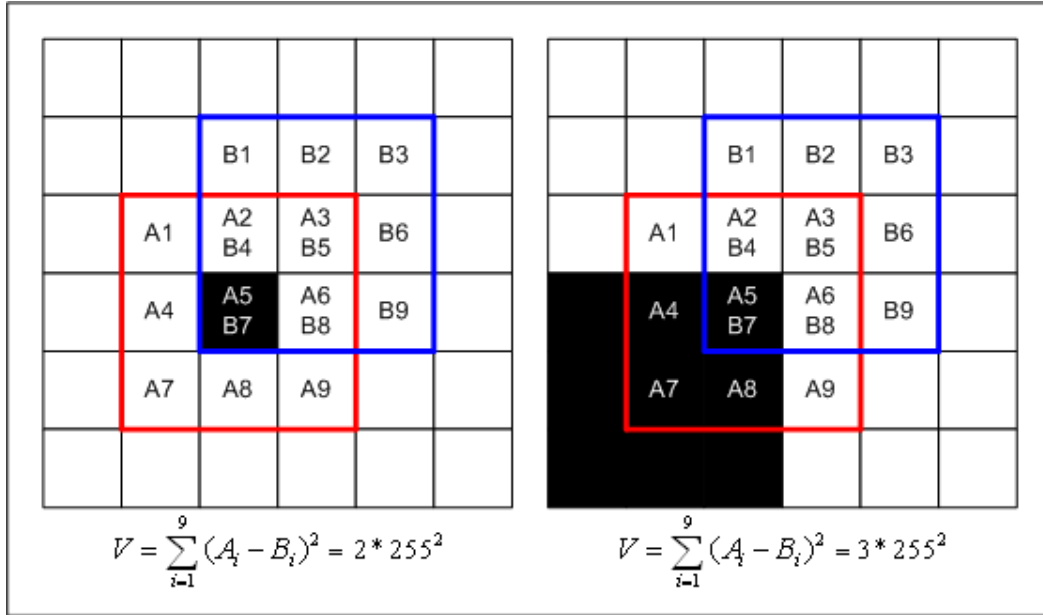 B1 B2 B3
A1 A2 A3 B6
B4 B5
A4 A5 A6 B9
B7 B8
A7 A8 A9
V = \sum_{i=1}^{9} (A_i - B_i)^2 = 2 * 255^2
B1 B2 B3
A1 A2 A3 B6
B4 B5
A4 A5 A6 B9
B7 B8
A7 A8 A9
V = \sum_{i=1}^{9} (A_i - B_i)^2 = 3 * 255^2